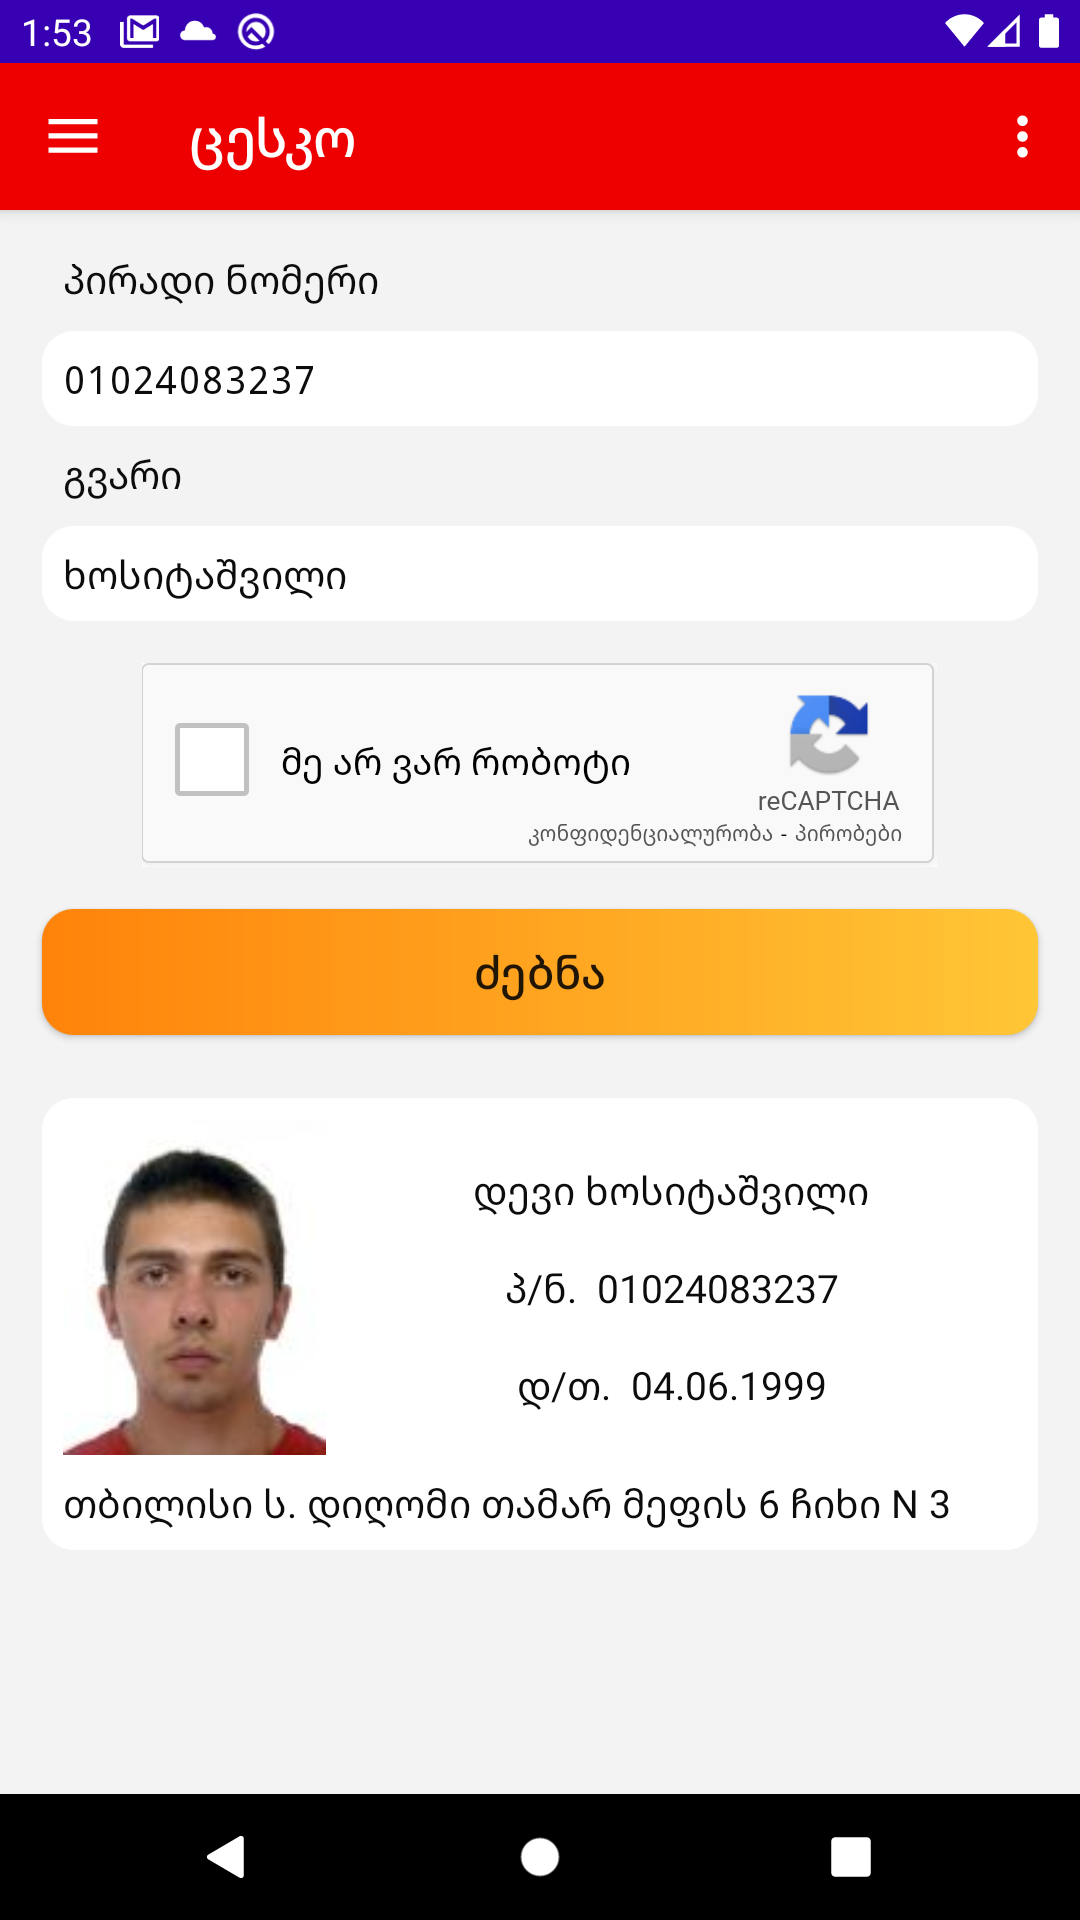 1:53
ცესკო
პირადი ნომერი
01024083237
გვარი
ხოსიტაშვილი
მე არ ვარ რობოტი
reCAPTCHA
კონფიდენციალურობა - პირობები
ძებნა
დევი ხოსიტაშვილი
პ/ნ. 01024083237
დ/თ. 04.06.1999
თბილისი ს. დიღომი თამარ მეფის 6 ჩიხი N 3